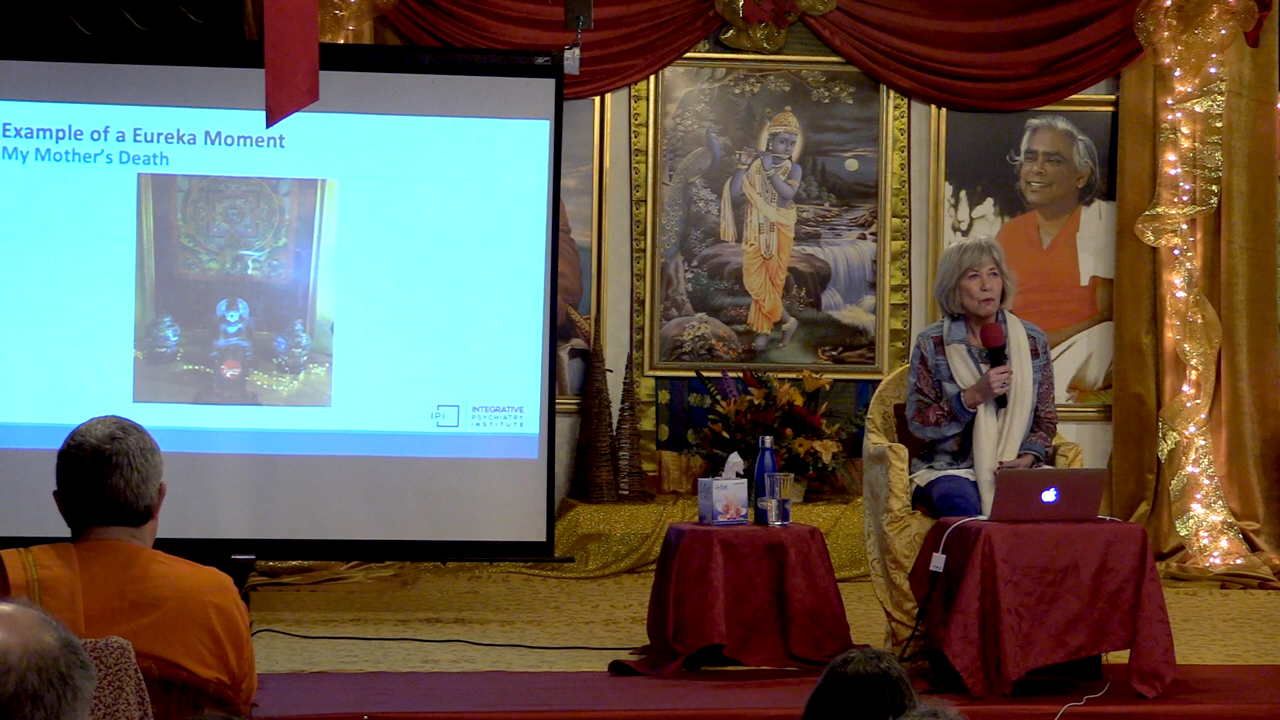 Example of a Eureka Moment
My Mother's Death
IPI
INTEGRATIVE
PSYCHIATRY
INSTITUTE